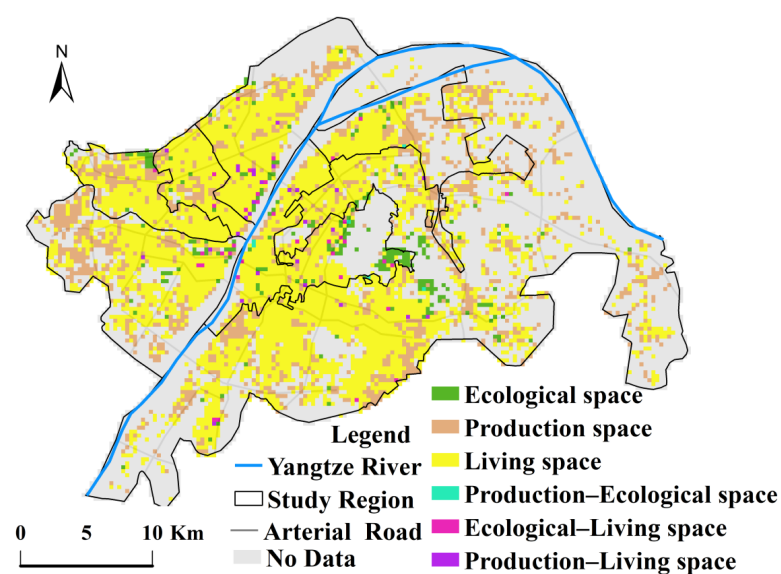 N
Legend
Yangtze River
Study Region
Arterial Road
No Data
Ecological space
Production space
Living space
Production–Ecological space
Ecological–Living space
Production–Living space
0 5 10 Km